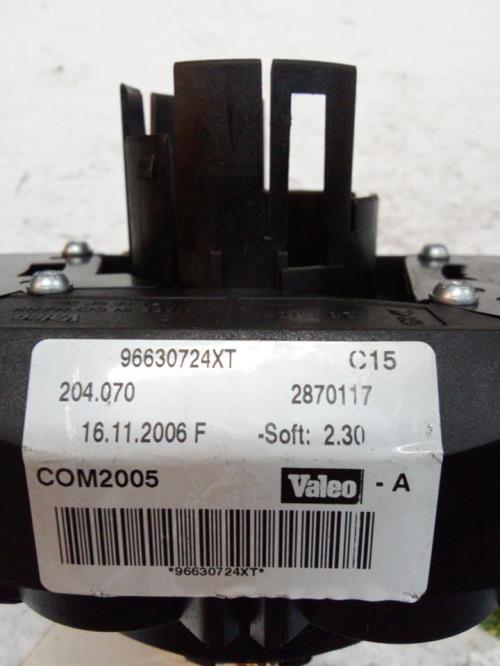 96630724XT C15
204.070 2870117
16.11.2006 F -Soft: 2.30
COM2005 Valeo - A
*96630724XT*